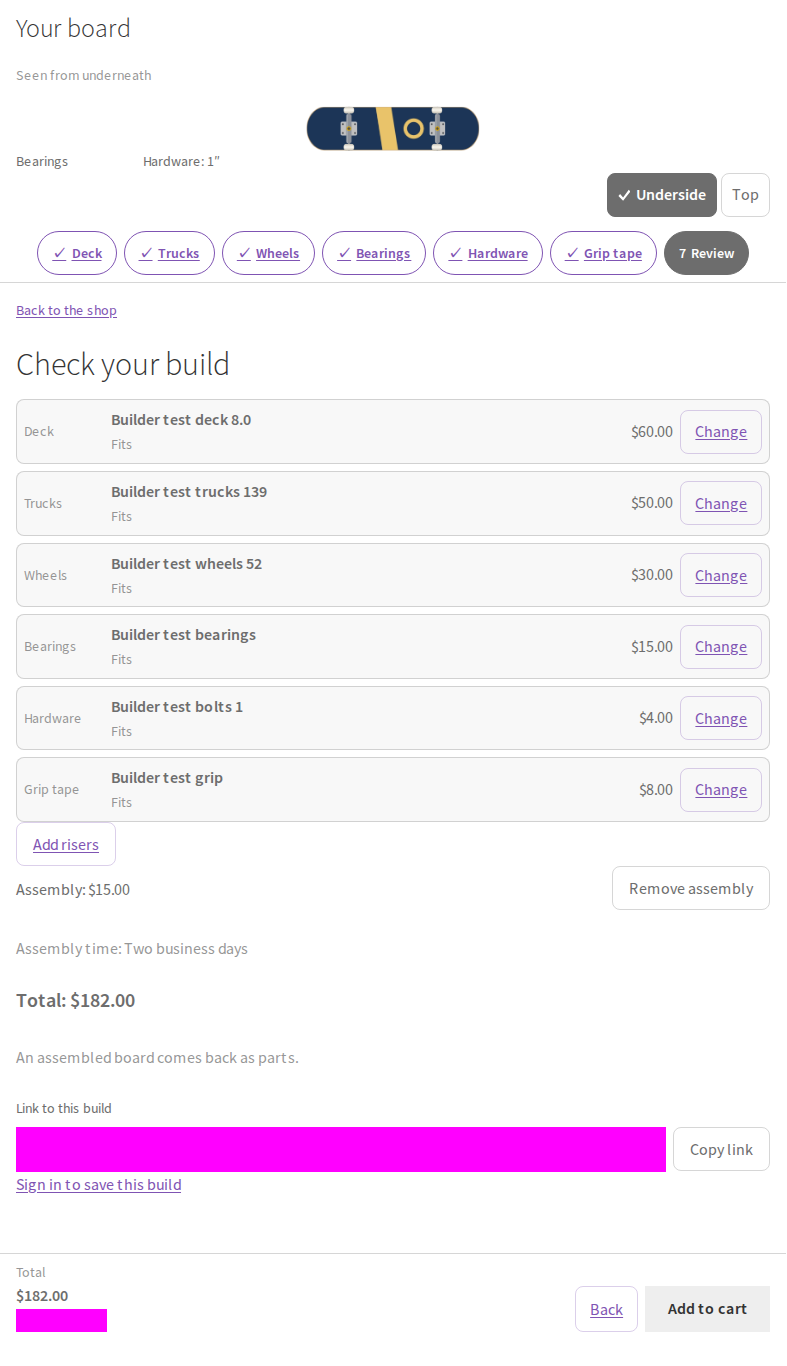 Your board
Seen from underneath
Bearings Hardware: 1″
✓ Underside Top
✓ Deck ✓ Trucks ✓ Wheels ✓ Bearings ✓ Hardware ✓ Grip tape 7 Review
Back to the shop
Check your build
Deck Builder test deck 8.0 $60.00 Change
Fits
Trucks Builder test trucks 139 $50.00 Change
Fits
Wheels Builder test wheels 52 $30.00 Change
Fits
Bearings Builder test bearings $15.00 Change
Fits
Hardware Builder test bolts 1 $4.00 Change
Fits
Grip tape Builder test grip $8.00 Change
Fits
Add risers
Assembly: $15.00 Remove assembly
Assembly time: Two business days
Total: $182.00
An assembled board comes back as parts.
Link to this build
Copy link
Sign in to save this build
Total
$182.00
Back Add to cart